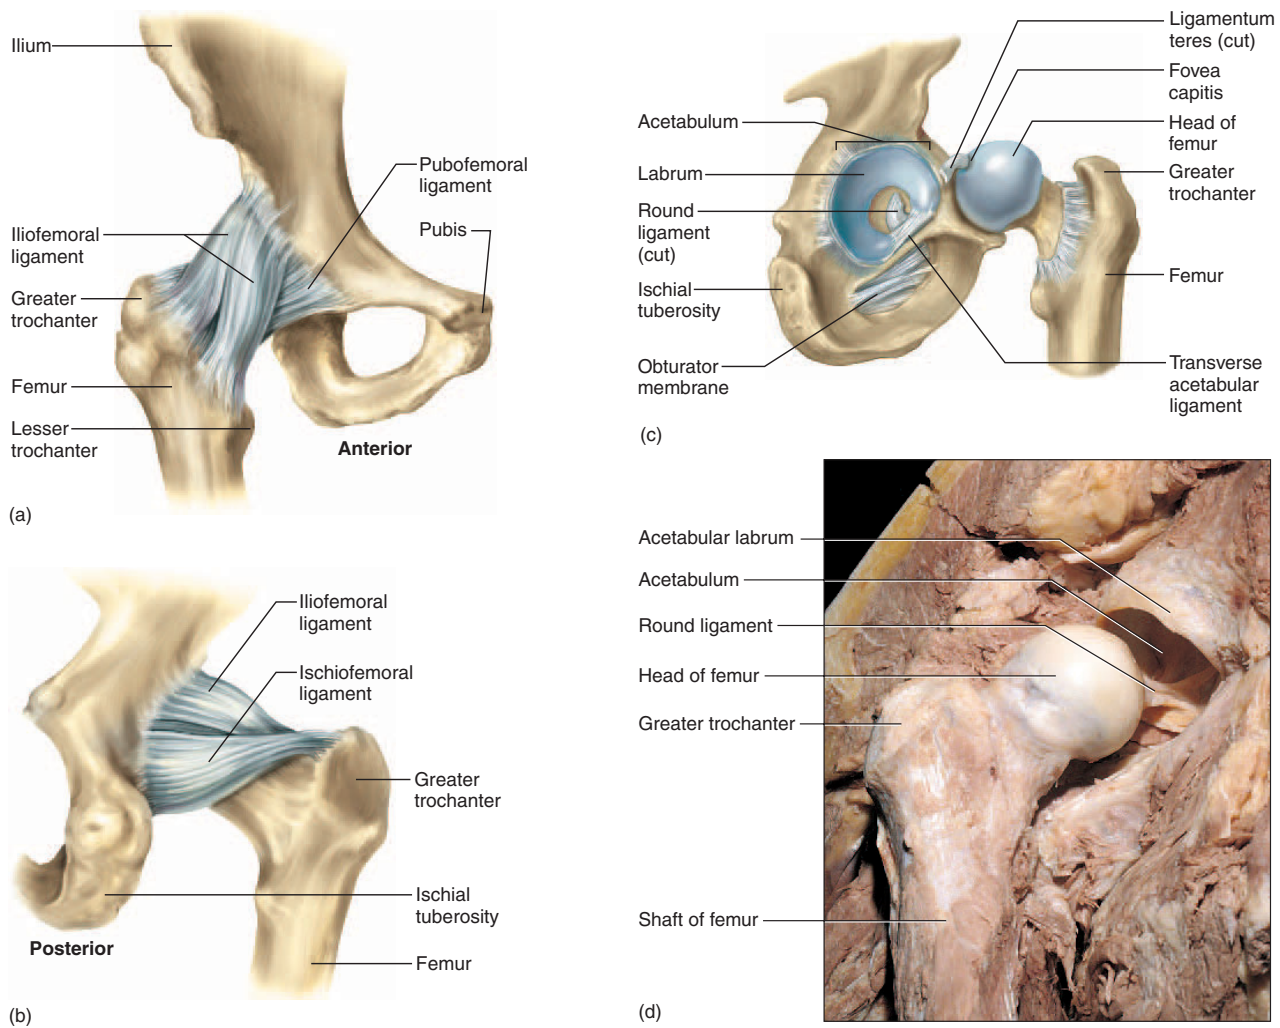 Ilium
Pubofemoral
ligament
Pubis
Iliofemoral
ligament
Greater
trochanter
Femur
Lesser
trochanter
Anterior
(a)
Iliofemoral
ligament
Ischiofemoral
ligament
Greater
trochanter
Ischial
tuberosity
Femur
Posterior
(b)
Ligamentum
teres (cut)
Fovea
capitis
Head of
femur
Greater
trochanter
Femur
Transverse
acetabular
ligament
Acetabulum
Labrum
Round
ligament
(cut)
Ischial
tuberosity
Obturator
membrane
(c)
Acetabular labrum
Acetabulum
Round ligament
Head of femur
Greater trochanter
Shaft of femur
(d)